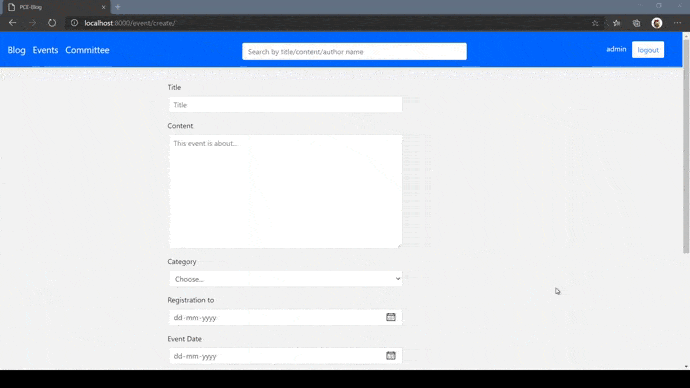 PCE-Blog
localhost:8000/event/create/
Blog Events Committee
Search by title/content/author name
admin logout
Title
Title
Content
This event is about...
Category
Choose...
Registration to
dd-mm-yyyy
Event Date
dd-mm-yyyy